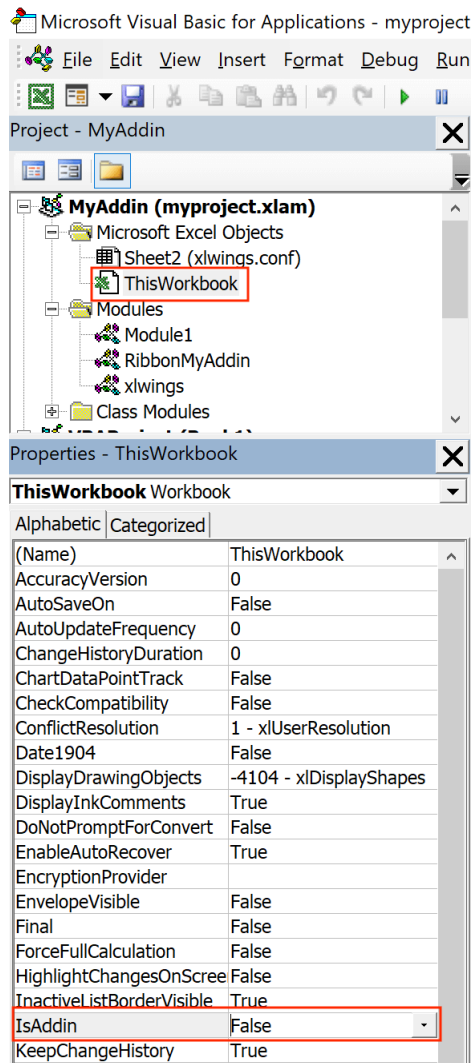 Microsoft Visual Basic for Applications - myproject
File Edit View Insert Format Debug Run
Project - MyAddin
MyAddin (myproject.xlam)
Microsoft Excel Objects
Sheet2 (xlwings.conf)
ThisWorkbook
Modules
Module1
RibbonMyAddin
xlwings
Class Modules
Properties - ThisWorkbook
ThisWorkbook Workbook
Alphabetic Categorized
(Name) ThisWorkbook
AccuracyVersion 0
AutoSaveOn False
AutoUpdateFrequency 0
ChangeHistoryDuration 0
ChartDataPointTrack False
CheckCompatibility False
ConflictResolution 1 - xlUserResolution
Date1904 False
DisplayDrawingObjects -4104 - xlDisplayShapes
DisplayInkComments True
DoNotPromptForConvert False
EnableAutoRecover True
EncryptionProvider
EnvelopeVisible False
Final False
ForceFullCalculation False
HighlightChangesOnScree False
InactiveListBorderVisible True
IsAddin False
KeepChangeHistory True